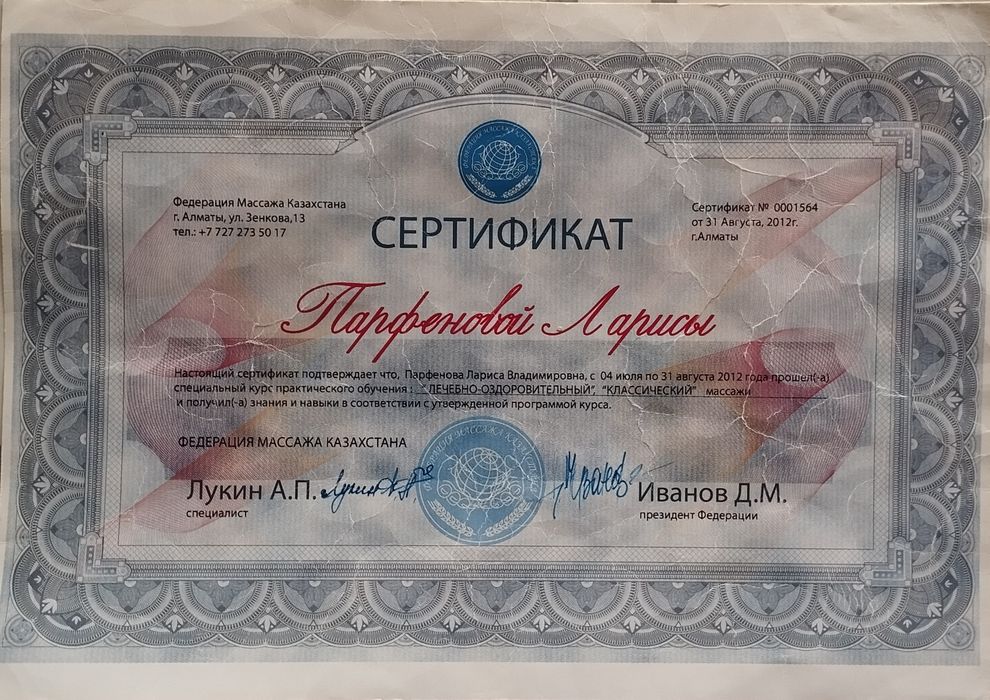 ФЕДЕРАЦИЯ МАССАЖА КАЗАХСТАНА
Федерация Массажа Казахстана
г. Алматы, ул. Зенкова,13
тел.: +7 727 273 50 17
Сертификат № 0001564
от 31 Августа, 2012г.
г.Алматы
СЕРТИФИКАТ
Парфеновой Ларисы
Настоящий сертификат подтверждает что, Парфенова Лариса Владимировна, с 04 июля по 31 августа 2012 года прошел(-а)
специальный курс практического обучения : "ЛЕЧЕБНО-ОЗДОРОВИТЕЛЬНЫЙ", "КЛАССИЧЕСКИЙ" массажи
и получил(-а) знания и навыки в соответствии с утвержденной программой курса.
ФЕДЕРАЦИЯ МАССАЖА КАЗАХСТАНА
Лукин А.П.
специалист
Иванов Д.М.
президент Федерации